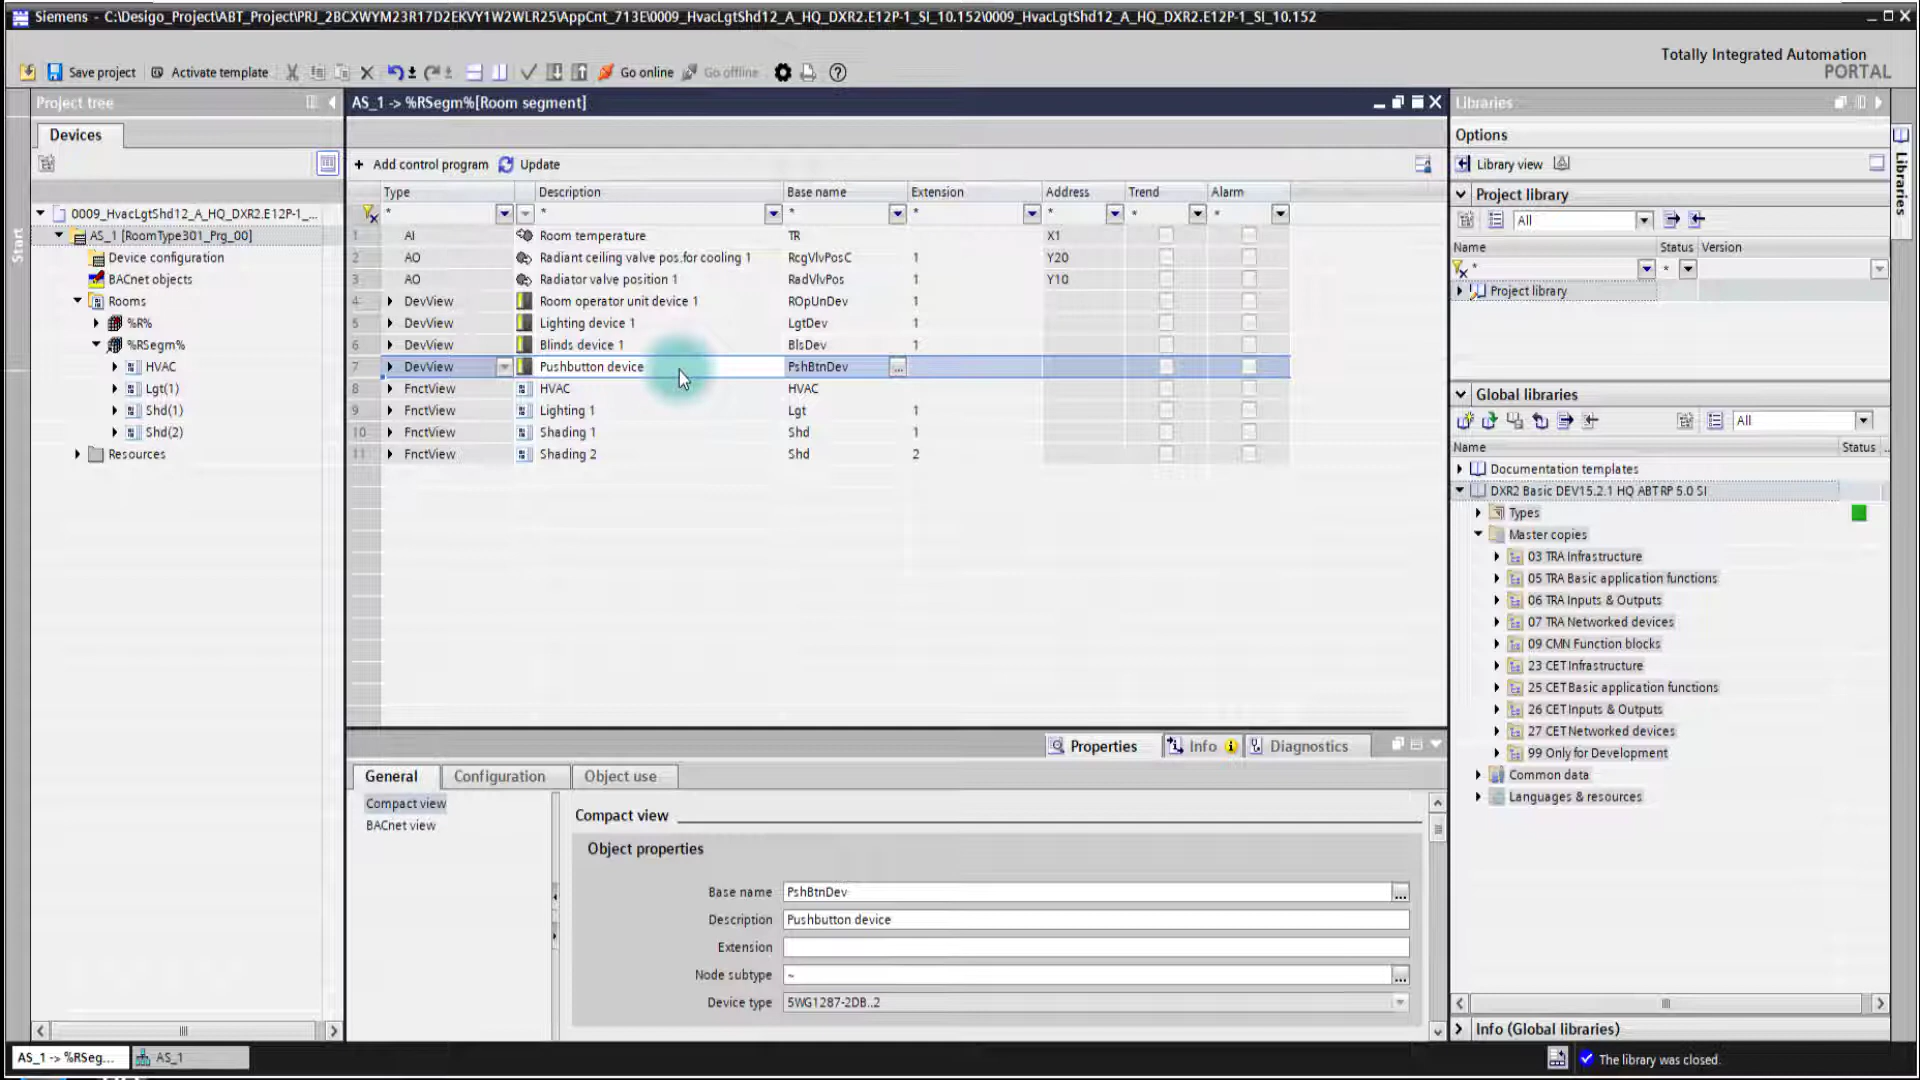 Siemens - C:\Desigo_Project\ABT_Project\PRJ_2BCXWYM23R17D2EKVY1W2WLR25\AppCnt_713E\0009_HvacLgtShd12_A_HQ_DXR2.E12P-1_SI_10.152\0009_HvacLgtShd12_A_HQ_DXR2.E12P-1_SI_10.152
Totally Integrated Automation
PORTAL
Save project Activate template Go online Go offline
Project tree
AS_1 -> %RSegm%[Room segment]
Libraries
Devices
Options
Add control program Update
Library view
Type Description Base name Extension Address Trend Alarm
Project library
All
Name Status Version
Project library
0009_HvacLgtShd12_A_HQ_DXR2.E12P-1_...
AS_1 [RoomType301_Prg_00]
Device configuration
BACnet objects
Rooms
%R%
%RSegm%
HVAC
Lgt(1)
Shd(1)
Shd(2)
Resources
Start
1 AI Room temperature TR X1
2 AO Radiant ceiling valve pos.for cooling 1 RcgVlvPosC 1 Y20
3 AO Radiator valve position 1 RadVlvPos 1 Y10
4 DevView Room operator unit device 1 ROpUnDev 1
5 DevView Lighting device 1 LgtDev 1
6 DevView Blinds device 1 BlsDev 1
7 DevView Pushbutton device PshBtnDev ...
8 FnctView HVAC HVAC
9 FnctView Lighting 1 Lgt 1
10 FnctView Shading 1 Shd 1
11 FnctView Shading 2 Shd 2
Global libraries
All
Name Status
Documentation templates
DXR2 Basic DEV15.2.1 HQ ABTRP 5.0 SI
Types
Master copies
03 TRA Infrastructure
05 TRA Basic application functions
06 TRA Inputs & Outputs
07 TRA Networked devices
09 CMN Function blocks
23 CET Infrastructure
25 CET Basic application functions
26 CET Inputs & Outputs
27 CET Networked devices
99 Only for Development
Common data
Languages & resources
Info (Global libraries)
Libraries
Properties Info Diagnostics
General Configuration Object use
Compact view
BACnet view
Compact view
Object properties
Base name PshBtnDev ...
Description Pushbutton device
Extension
Node subtype ~ ...
Device type 5WG1287-2DB..2
AS_1 -> %RSeg... AS_1
The library was closed.